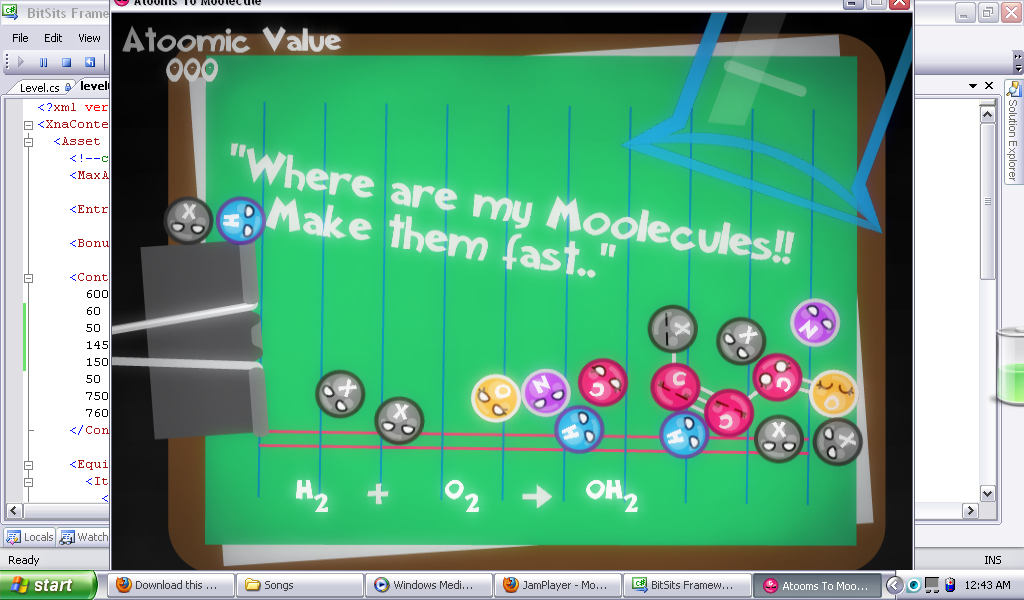 BitSits Fram
Atooms To Moolecule
File Edit View
Level.cs level
Atoomic Value
000
<?xml ver
<XnaConte
<Asset
<!--c
<MaxA
<Entr
<Bonu
<Cont
600
60
50
145
150
50
750
760
</Con
<Equi
<It
<
"Where are my Moolecules!!
Make them fast.."
X H
X X O N H C X C H C X C N O X X
H2 + O2 → OH2
Solution Explorer
Locals Watch
Ready INS
start Download this ... Songs Windows Medi... JamPlayer - Mo... BitSits Framew... Atooms To Moo... 12:43 AM